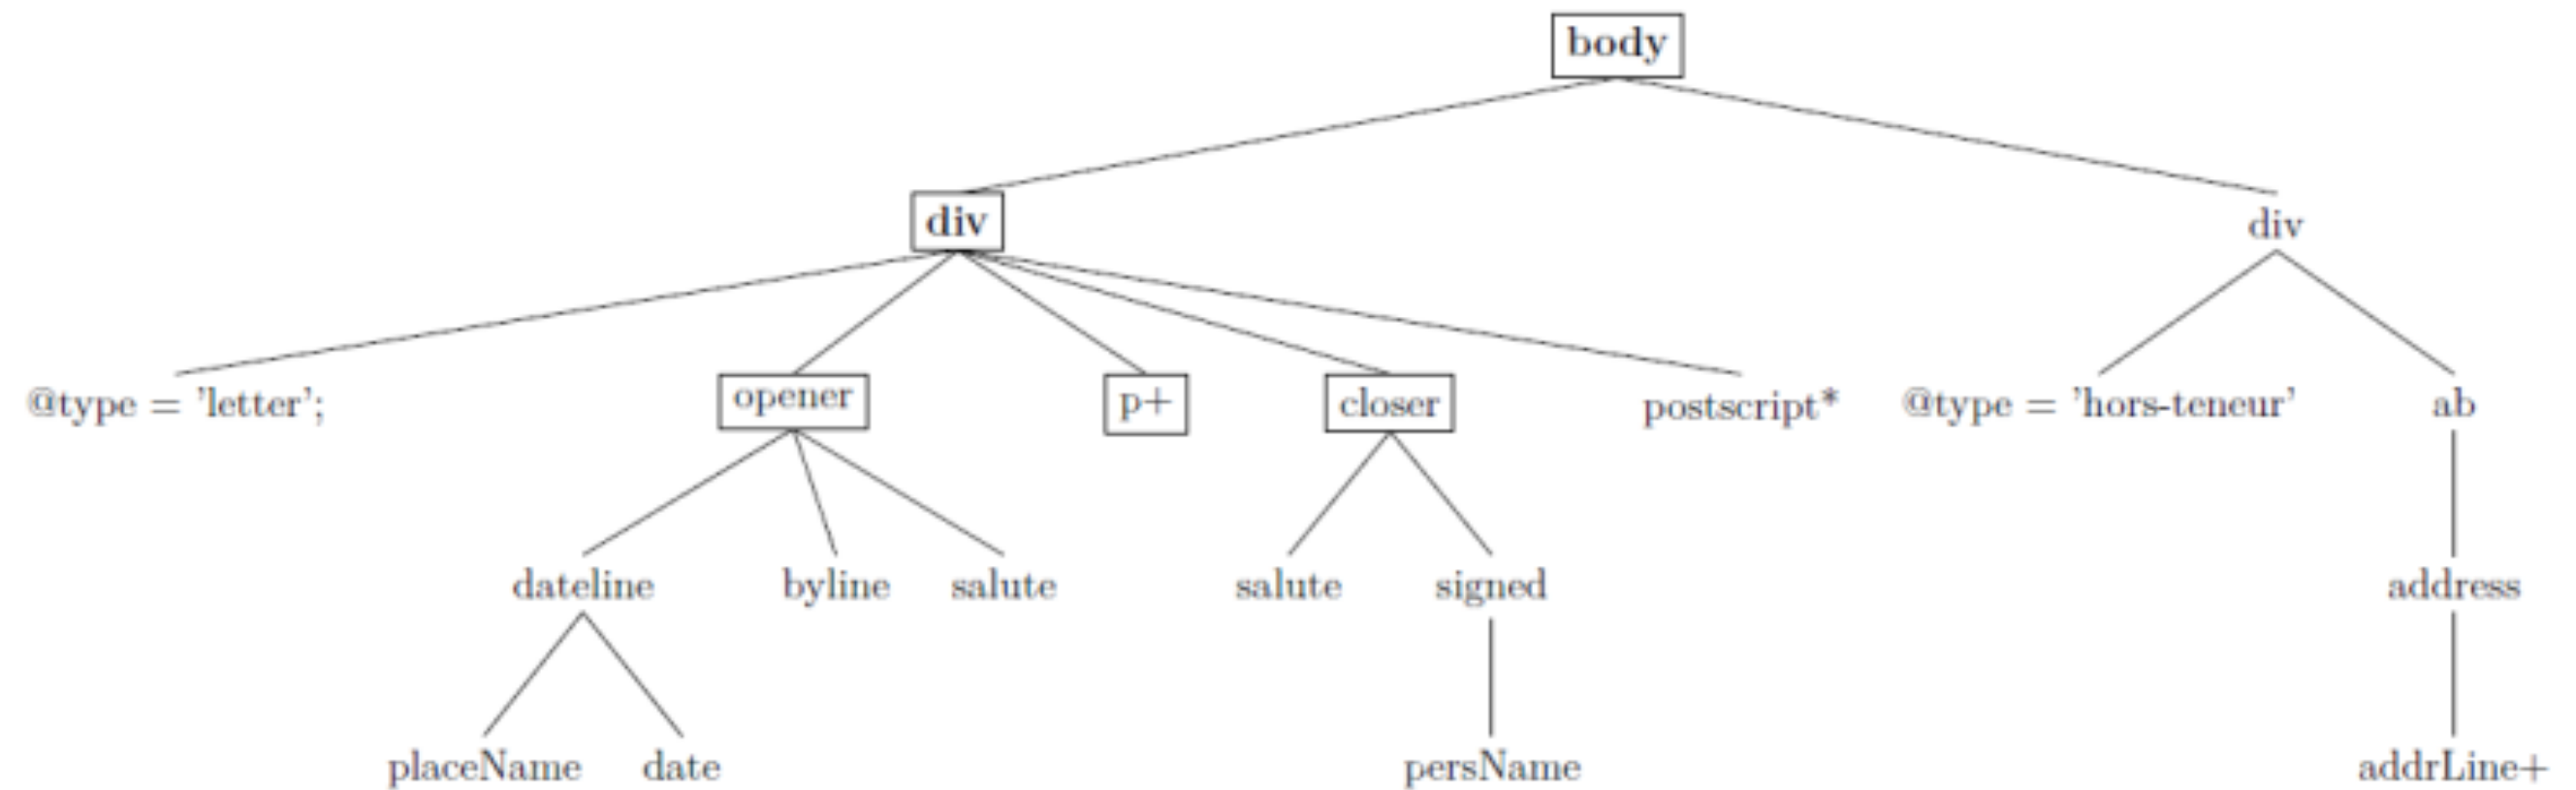 body
div div
@type = 'letter'; opener p+ closer postscript* @type = 'hors-teneur' ab
dateline byline salute salute signed address
placeName date persName addrLine+